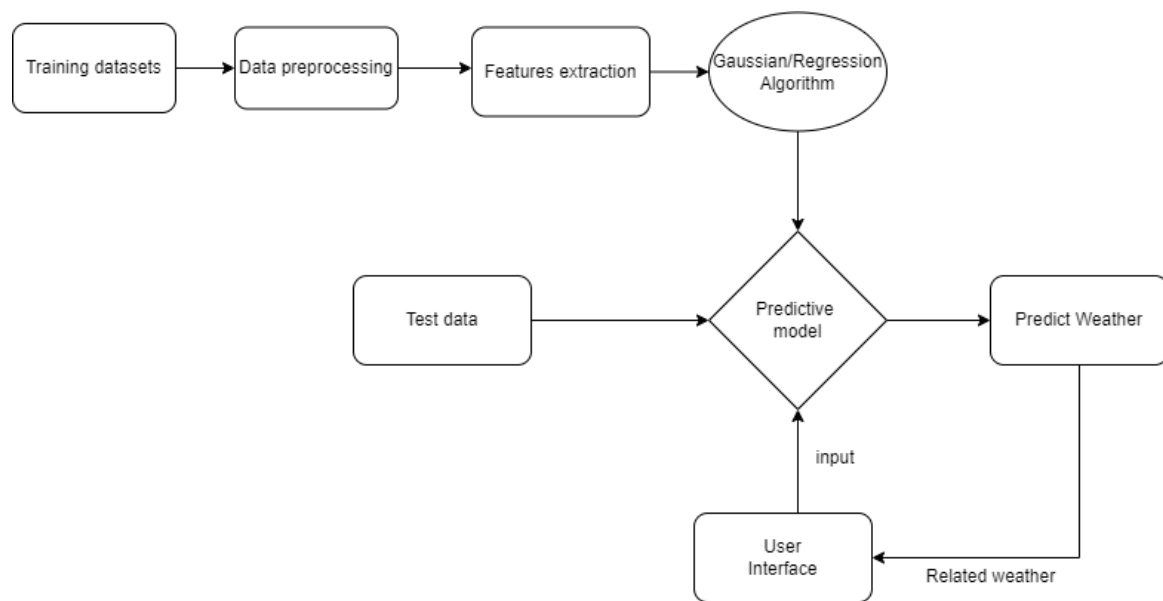 Training datasets
Data preprocessing
Features extraction
Gaussian/Regression
Algorithm
Test data
Predictive
model
Predict Weather
input
User
Interface
Related weather